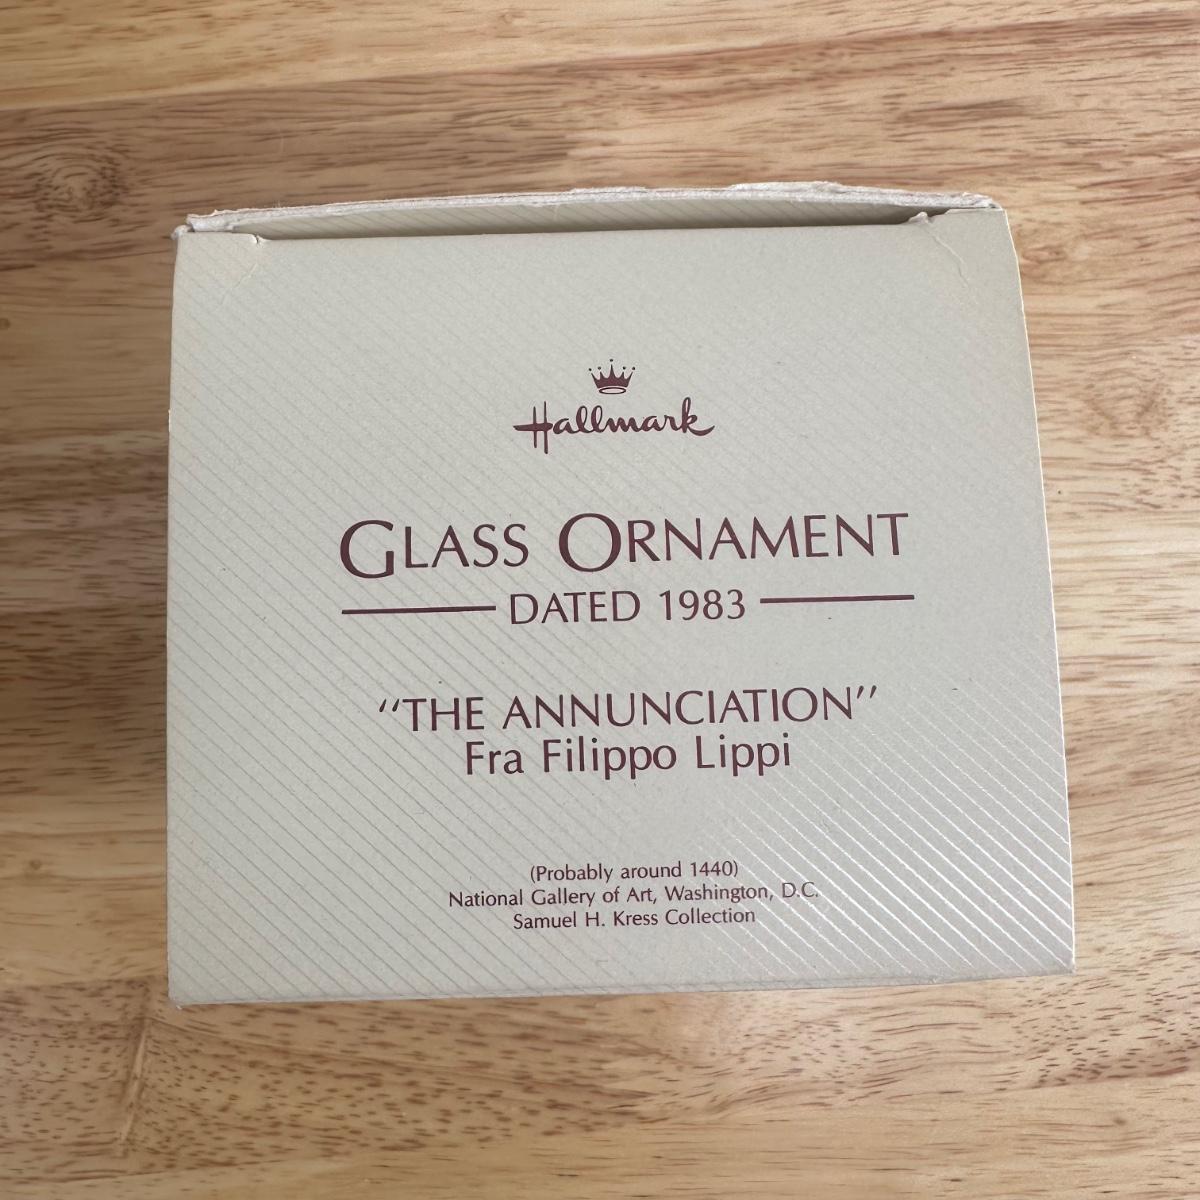 Hallmark
GLASS ORNAMENT
DATED 1983
"THE ANNUNCIATION"
Fra Filippo Lippi
(Probably around 1440)
National Gallery of Art, Washington, D.C.
Samuel H. Kress Collection